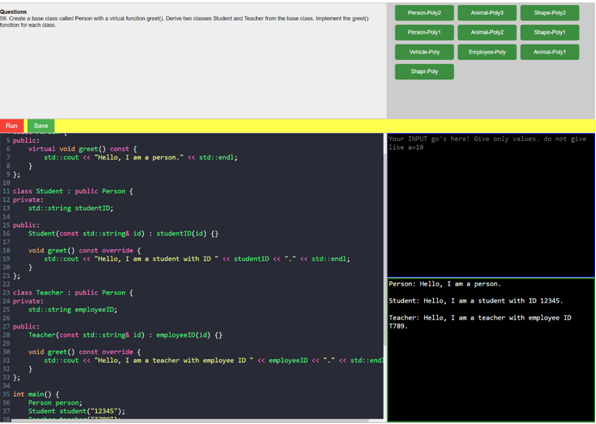 Questions
56. Create a base class called Person with a virtual function greet(). Derive two classes Student and Teacher from the base class. Implement the greet()
function for each class.
Person-Poly2 Animal-Poly3 Shape-Poly2
Person-Poly1 Animal-Poly2 Shape-Poly1
Vehicle-Poly Employee-Poly Animal-Poly1
Shapr-Poly
Run Save
5 public:
6     virtual void greet() const {
7         std::cout << "Hello, I am a person." << std::endl;
8     }
9 };
10
11 class Student : public Person {
12 private:
13     std::string studentID;
14
15 public:
16     Student(const std::string& id) : studentID(id) {}
17
18     void greet() const override {
19         std::cout << "Hello, I am a student with ID " << studentID << "." << std::endl;
20     }
21 };
22
23 class Teacher : public Person {
24 private:
25     std::string employeeID;
26
27 public:
28     Teacher(const std::string& id) : employeeID(id) {}
29
30     void greet() const override {
31         std::cout << "Hello, I am a teacher with employee ID " << employeeID << "." << std::endl
32     }
33 };
34
35 int main() {
36     Person person;
37     Student student("12345");
Your INPUT go's here! Give only values. do not give
like a=10
Person: Hello, I am a person.
Student: Hello, I am a student with ID 12345.
Teacher: Hello, I am a teacher with employee ID
T789.